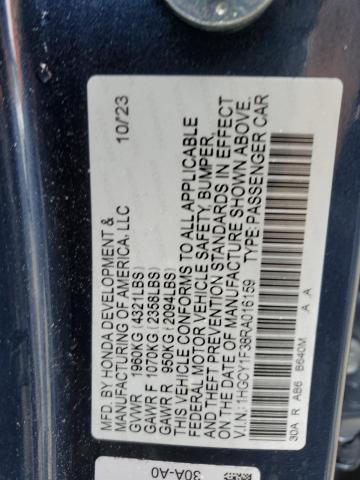 MFD. BY HONDA DEVELOPMENT &
MANUFACTURING OF AMERICA, LLC 10/23
GVWR 1960KG (4321LBS)
GAWR F 1070KG (2358LBS)
GAWR R 950KG (2094LBS)
THIS VEHICLE CONFORMS TO ALL APPLICABLE
FEDERAL MOTOR VEHICLE SAFETY, BUMPER,
AND THEFT PREVENTION STANDARDS IN EFFECT
ON THE DATE OF MANUFACTURE SHOWN ABOVE.
V.I.N.: 1HGCY1F38RA016159 TYPE:PASSENGER CAR
30A R AB6 B640M A A
30A-A0